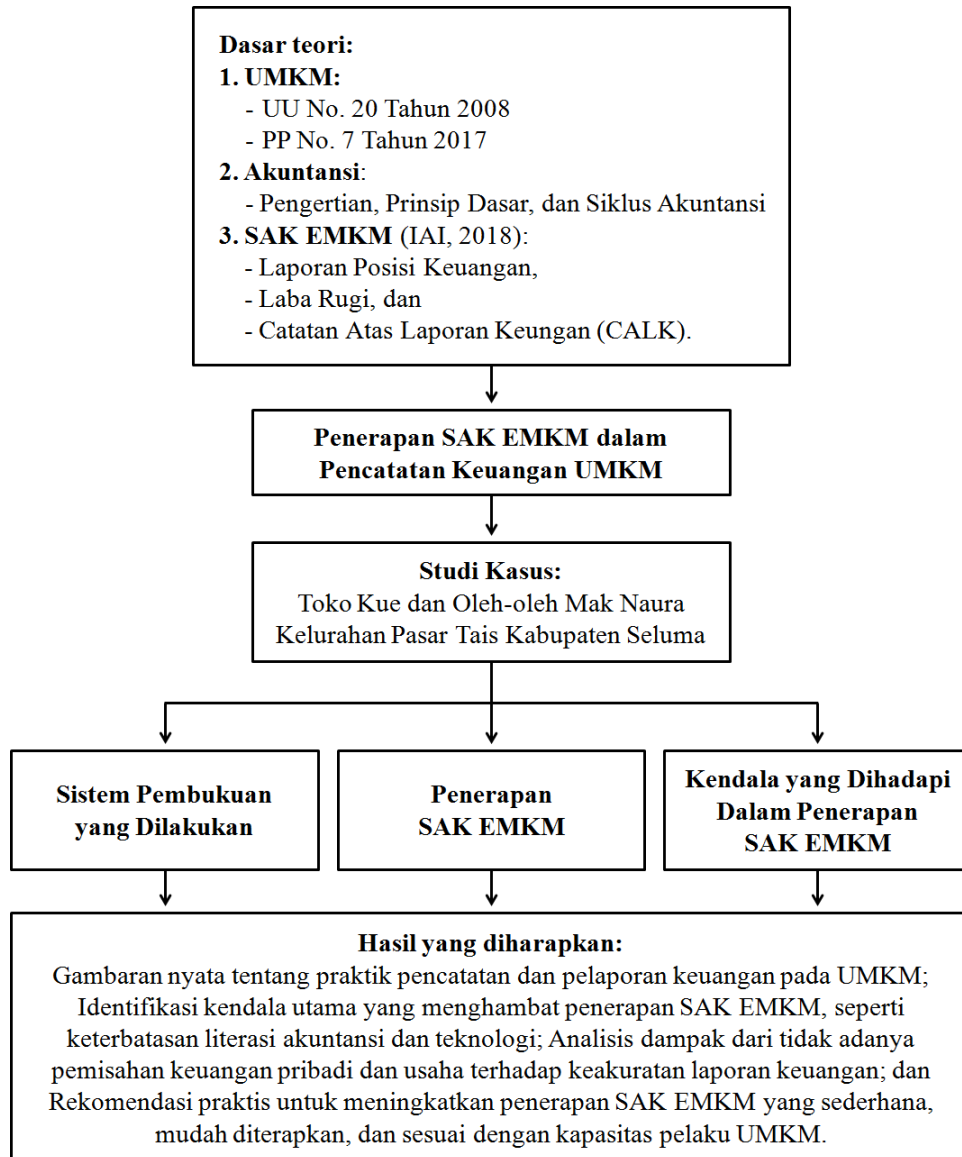 Dasar teori:
1. UMKM:
- UU No. 20 Tahun 2008
- PP No. 7 Tahun 2017
2. Akuntansi:
- Pengertian, Prinsip Dasar, dan Siklus Akuntansi
3. SAK EMKM (IAI, 2018):
- Laporan Posisi Keuangan,
- Laba Rugi, dan
- Catatan Atas Laporan Keungan (CALK).
Penerapan SAK EMKM dalam
Pencatatan Keuangan UMKM
Studi Kasus:
Toko Kue dan Oleh-oleh Mak Naura
Kelurahan Pasar Tais Kabupaten Seluma
Sistem Pembukuan
yang Dilakukan
Penerapan
SAK EMKM
Kendala yang Dihadapi
Dalam Penerapan
SAK EMKM
Hasil yang diharapkan:
Gambaran nyata tentang praktik pencatatan dan pelaporan keuangan pada UMKM;
Identifikasi kendala utama yang menghambat penerapan SAK EMKM, seperti
keterbatasan literasi akuntansi dan teknologi; Analisis dampak dari tidak adanya
pemisahan keuangan pribadi dan usaha terhadap keakuratan laporan keuangan; dan
Rekomendasi praktis untuk meningkatkan penerapan SAK EMKM yang sederhana,
mudah diterapkan, dan sesuai dengan kapasitas pelaku UMKM.